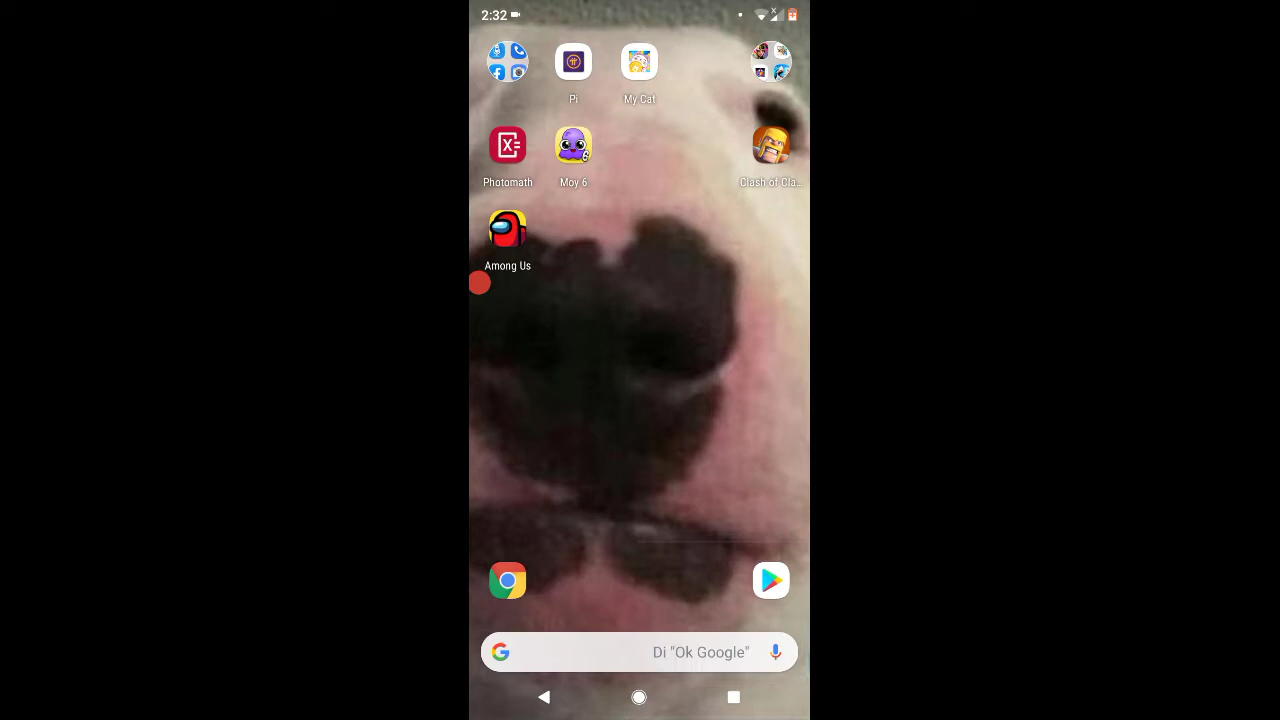 2:32
Pi
My Cat
Photomath
Moy 6
Clash of Cla...
Among Us
Di "Ok Google"